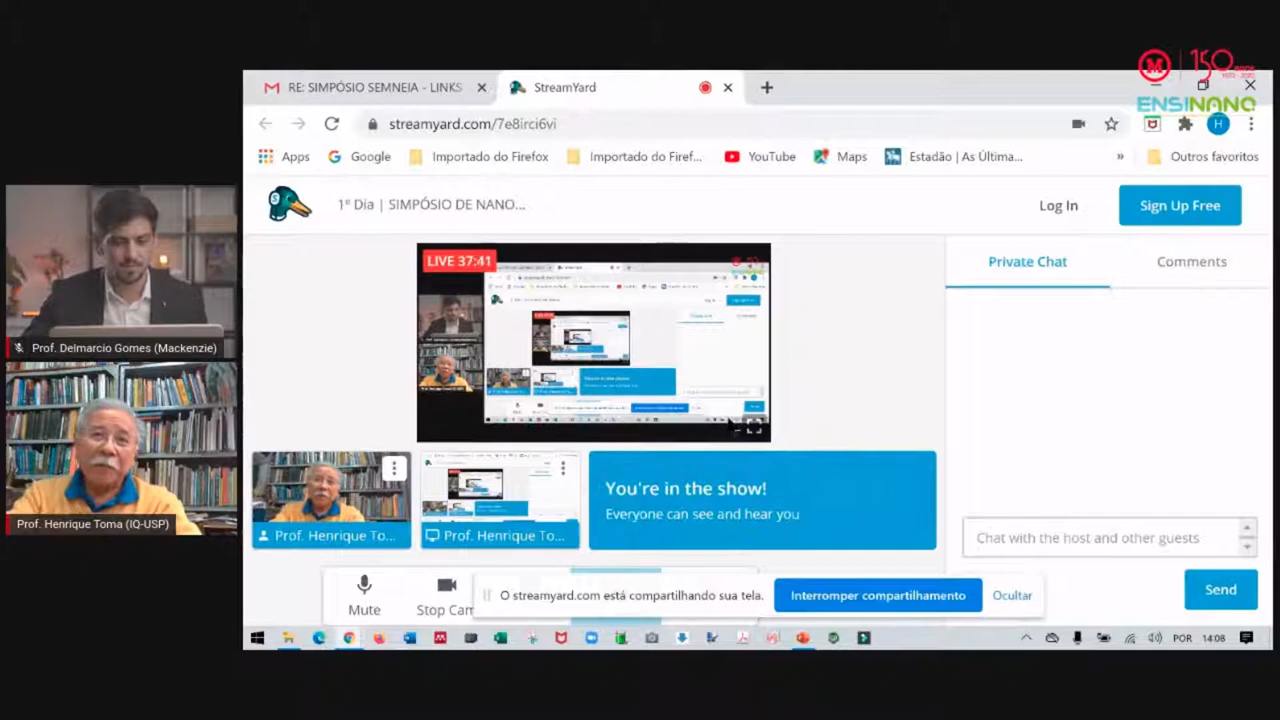 150
ANOS
1870 - 2020
ENSINANO
RE: SIMPÓSIO SEMNEIA - LINKS
StreamYard
streamyard.com/7e8irci6vi
H
Apps
Google
Importado do Firefox
Importado do Firef...
YouTube
Maps
Estadão | As Última...
»
Outros favoritos
1º Dia | SIMPÓSIO DE NANO...
Log In
Sign Up Free
LIVE 37:41
Private Chat
Comments
Prof. Delmarcio Gomes (Mackenzie)
Prof. Henrique Toma (IQ-USP)
You're in the show!
Everyone can see and hear you
Prof. Henrique To...
Prof. Henrique To...
Chat with the host and other guests
Mute
Stop Cam
O streamyard.com está compartilhando sua tela.
Interromper compartilhamento
Ocultar
Send
POR
14:08